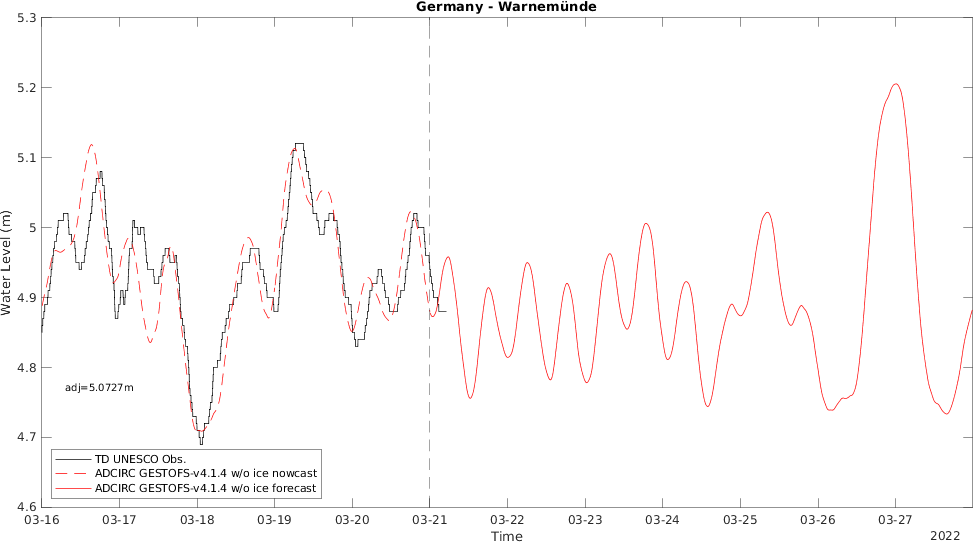 Germany - Warnemünde
5.3
5.2
5.1
5
4.9
4.8
4.7
4.6
Water Level (m)
adj=5.0727m
TD UNESCO Obs.
ADCIRC GESTOFS-v4.1.4 w/o ice nowcast
ADCIRC GESTOFS-v4.1.4 w/o ice forecast
03-16 03-17 03-18 03-19 03-20 03-21 03-22 03-23 03-24 03-25 03-26 03-27
Time
2022